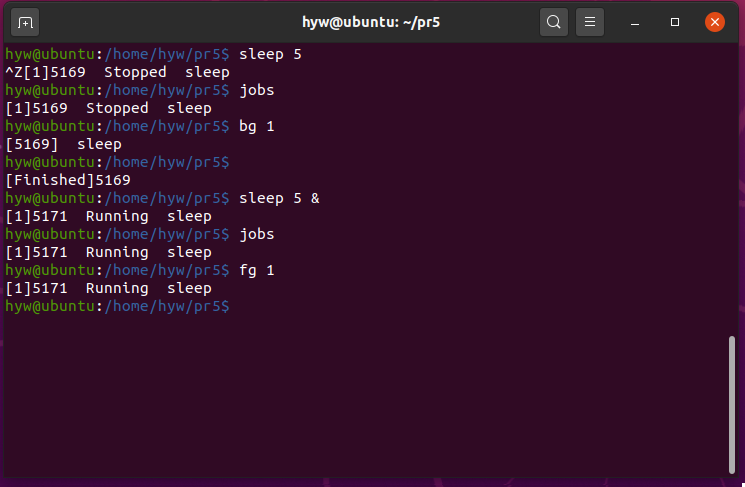 hyw@ubuntu: ~/pr5
hyw@ubuntu:/home/hyw/pr5$ sleep 5
^Z[1]5169  Stopped  sleep
hyw@ubuntu:/home/hyw/pr5$ jobs
[1]5169  Stopped  sleep
hyw@ubuntu:/home/hyw/pr5$ bg 1
[5169]  sleep
hyw@ubuntu:/home/hyw/pr5$
[Finished]5169
hyw@ubuntu:/home/hyw/pr5$ sleep 5 &
[1]5171  Running  sleep
hyw@ubuntu:/home/hyw/pr5$ jobs
[1]5171  Running  sleep
hyw@ubuntu:/home/hyw/pr5$ fg 1
[1]5171  Running  sleep
hyw@ubuntu:/home/hyw/pr5$